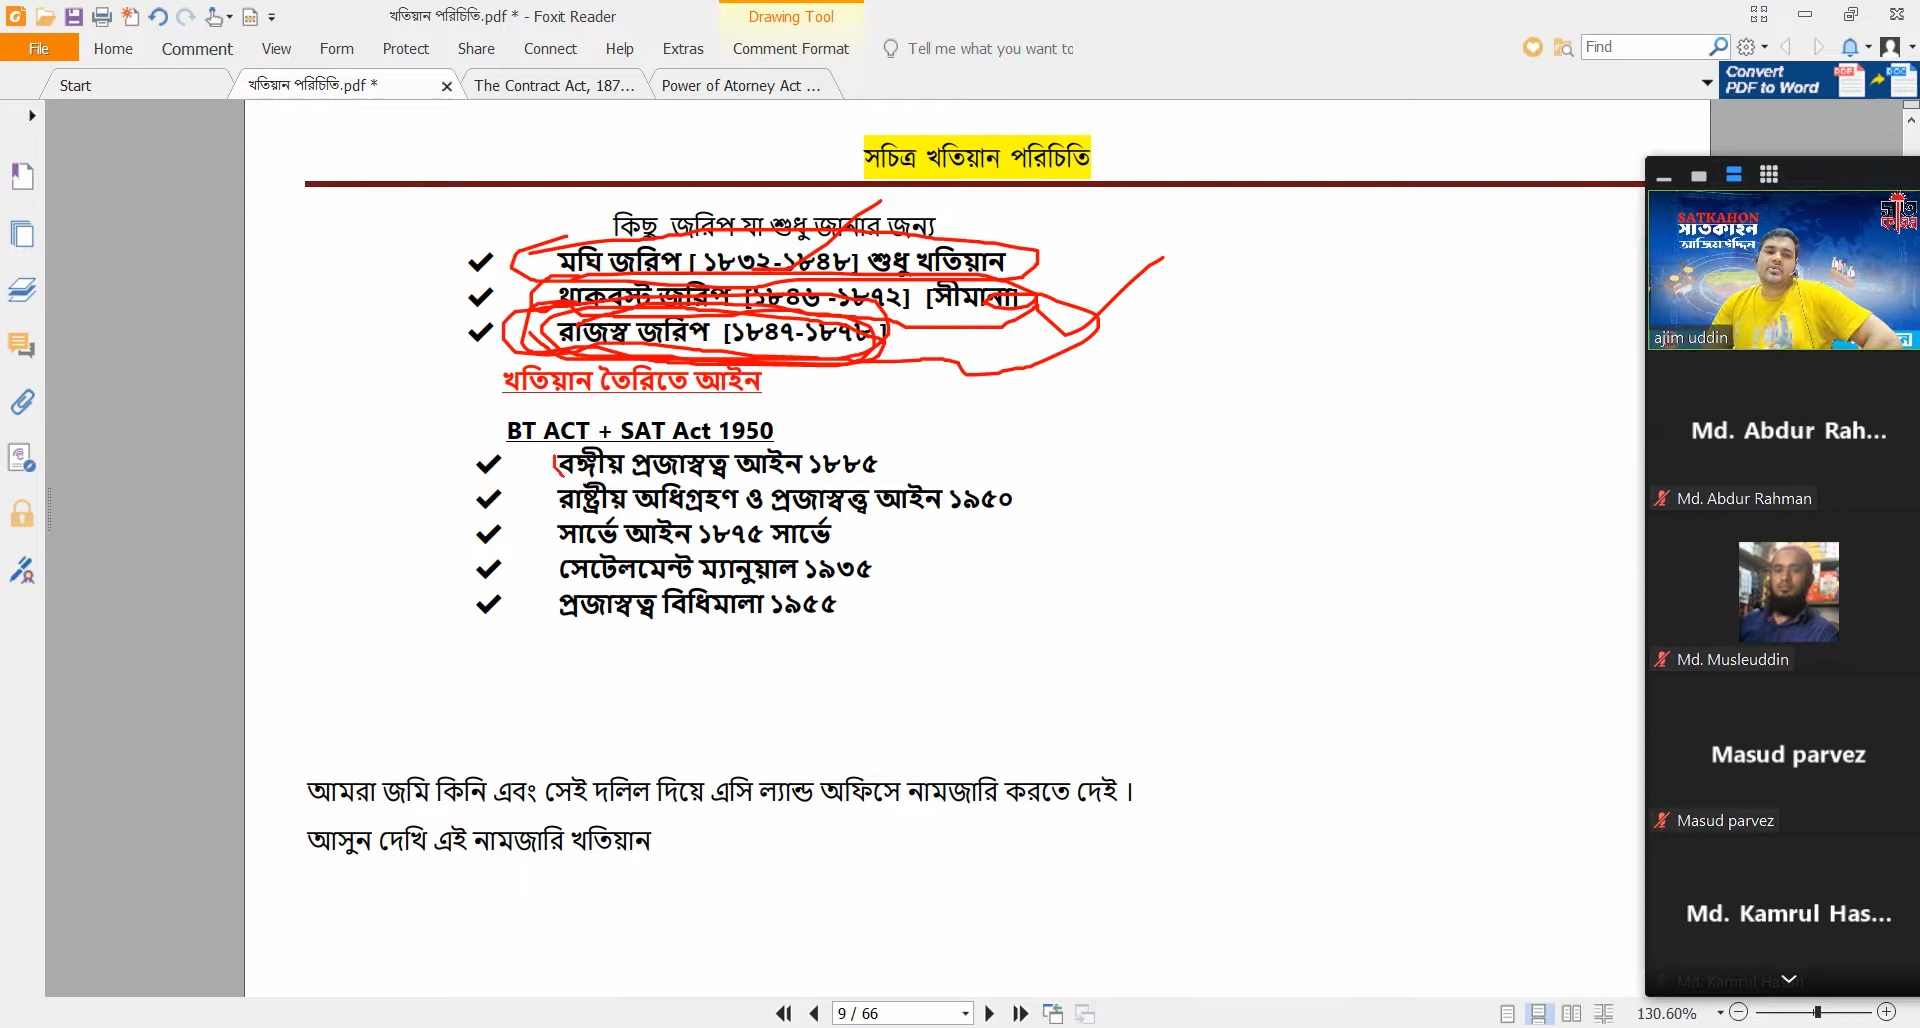 খতিয়ান পরিচিতি.pdf * - Foxit Reader
Drawing Tool
File Home Comment View Form Protect Share Connect Help Extras Comment Format Tell me what you want to Find
Start খতিয়ান পরিচিতি.pdf * The Contract Act, 187... Power of Atorney Act ...
Convert PDF to Word
সচিত্র খতিয়ান পরিচিতি
কিছু জরিপ যা শুধু জানার জন্য
মঘি জরিপ [ ১৮৩২-১৮৪৮] শুধু খতিয়ান
থাকবস্ট জরিপ [১৮৪৬ -১৮৭২] [সীমানা]
রাজস্ব জরিপ [১৮৪৭-১৮৭৮ ]
খতিয়ান তৈরিতে আইন
BT ACT + SAT Act 1950
বঙ্গীয় প্রজাস্বত্ব আইন ১৮৮৫
রাষ্ট্রীয় অধিগ্রহণ ও প্রজাস্বত্ত্ব আইন ১৯৫০
সার্ভে আইন ১৮৭৫ সার্ভে
সেটেলমেন্ট ম্যানুয়াল ১৯৩৫
প্রজাস্বত্ব বিধিমালা ১৯৫৫
আমরা জমি কিনি এবং সেই দলিল দিয়ে এসি ল্যান্ড অফিসে নামজারি করতে দেই।
আসুন দেখি এই নামজারি খতিয়ান
SATKAHON
সাতকাহন
আজিম উদ্দিন
ajim uddin
Md. Abdur Rah...
Md. Abdur Rahman
Md. Musleuddin
Masud parvez
Masud parvez
Md. Kamrul Has...
Md. Kamrul Hasan
9 / 66
130.60%